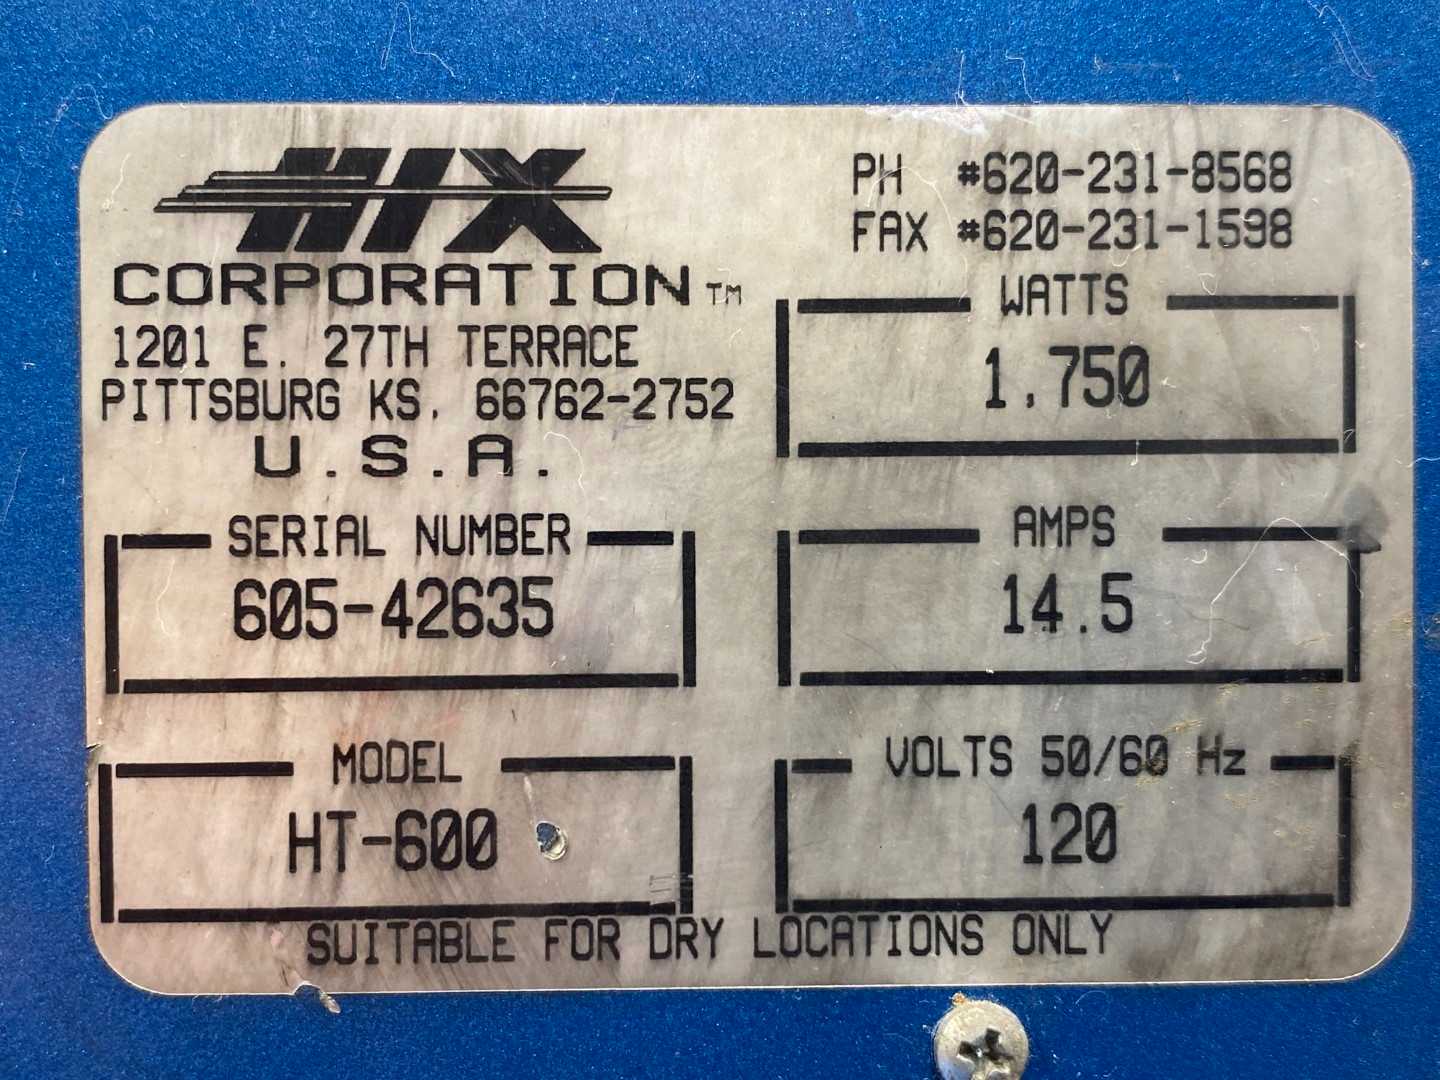 HIX
CORPORATION™
1201 E. 27TH TERRACE
PITTSBURG KS. 66762-2752
U.S.A.
PH #620-231-8568
FAX #620-231-1598
WATTS
1,750
SERIAL NUMBER
605-42635
AMPS
14.5
MODEL
HT-600
VOLTS 50/60 Hz
120
SUITABLE FOR DRY LOCATIONS ONLY